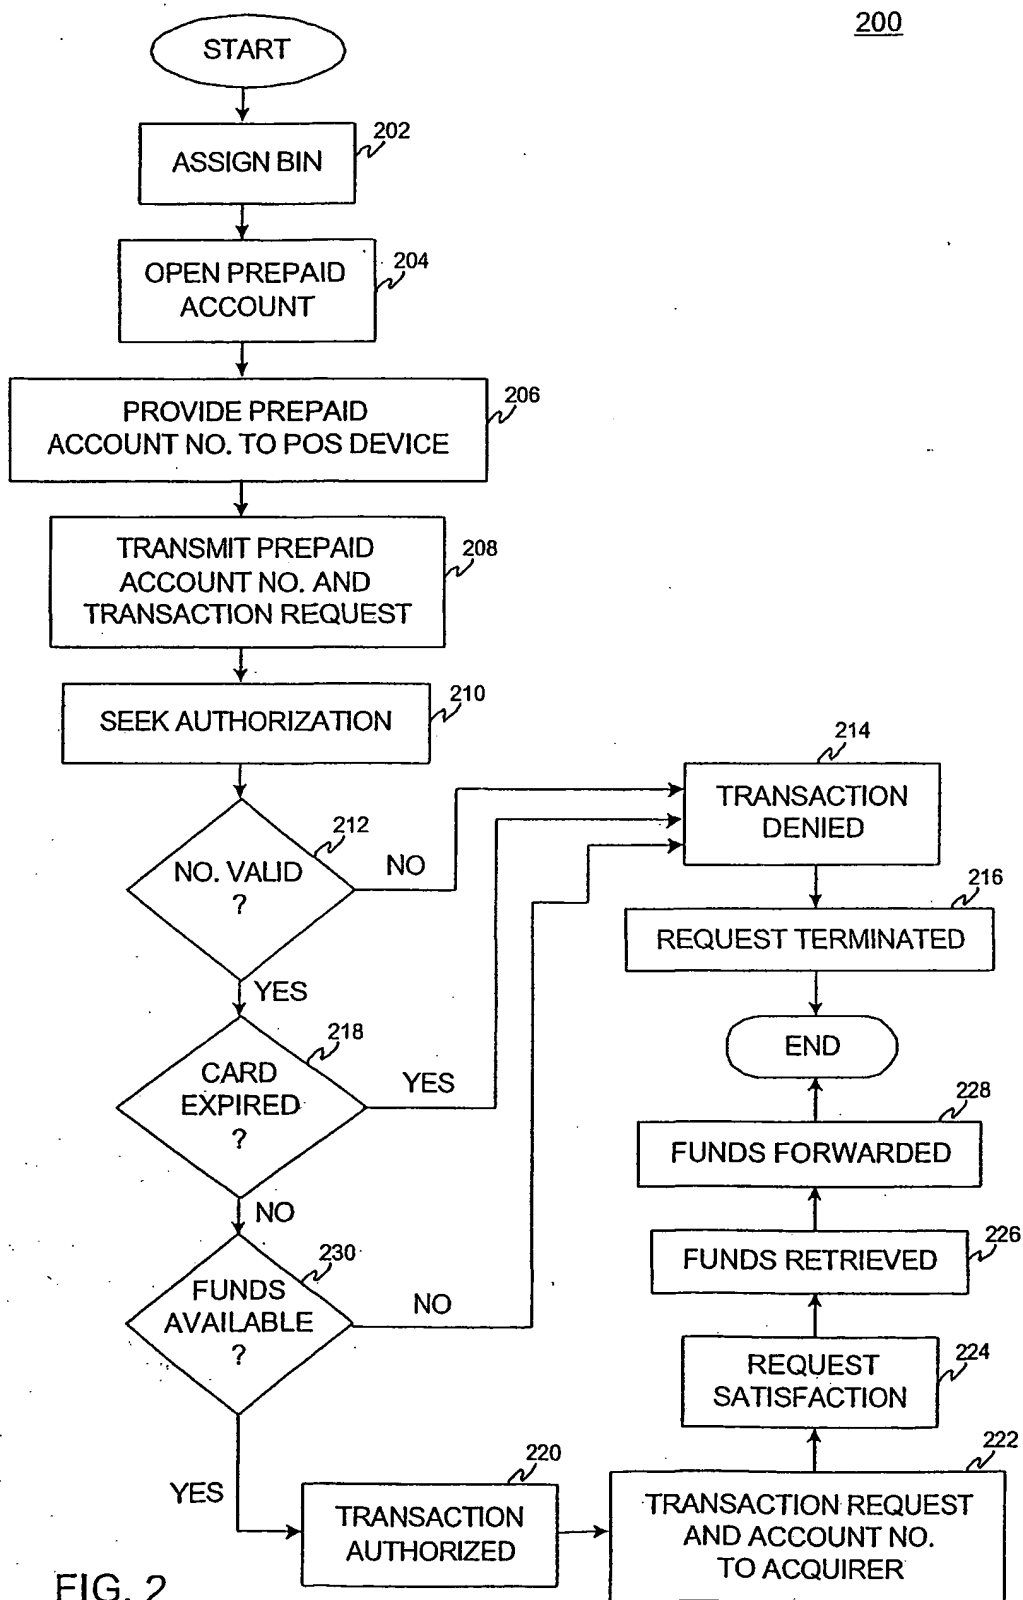 200
START
ASSIGN BIN
202
OPEN PREPAID
ACCOUNT
204
PROVIDE PREPAID
ACCOUNT NO. TO POS DEVICE
206
TRANSMIT PREPAID
ACCOUNT NO. AND
TRANSACTION REQUEST
208
SEEK AUTHORIZATION
210
NO. VALID
?
212
NO
YES
CARD
EXPIRED
?
218
YES
NO
FUNDS
AVAILABLE
?
230
NO
YES
214
TRANSACTION
DENIED
216
REQUEST TERMINATED
END
228
FUNDS FORWARDED
226
FUNDS RETRIEVED
224
REQUEST
SATISFACTION
222
TRANSACTION REQUEST
AND ACCOUNT NO.
TO ACQUIRER
220
TRANSACTION
AUTHORIZED
FIG. 2